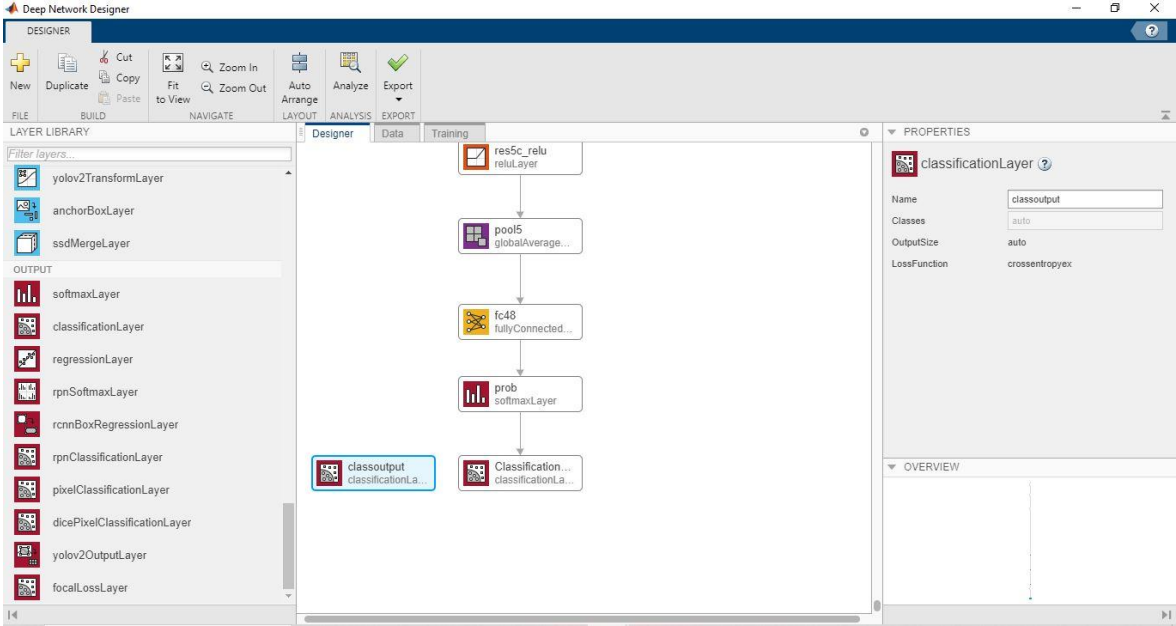 Deep Network Designer
DESIGNER
New
Duplicate
Cut
Copy
Paste
Fit
to View
Zoom In
Zoom Out
Auto
Arrange
Analyze
Export
FILE
BUILD
NAVIGATE
LAYOUT
ANALYSIS
EXPORT
LAYER LIBRARY
Filter layers...
yolov2TransformLayer
anchorBoxLayer
ssdMergeLayer
OUTPUT
softmaxLayer
classificationLayer
regressionLayer
rpnSoftmaxLayer
rcnnBoxRegressionLayer
rpnClassificationLayer
pixelClassificationLayer
dicePixelClassificationLayer
yolov2OutputLayer
focalLossLayer
Designer
Data
Training
res5c_relu
reluLayer
pool5
globalAverage...
fc48
fullyConnected...
prob
softmaxLayer
classoutput
classificationLa...
Classification...
classificationLa...
PROPERTIES
classificationLayer
Name classoutput
Classes auto
OutputSize auto
LossFunction crossentropyex
OVERVIEW